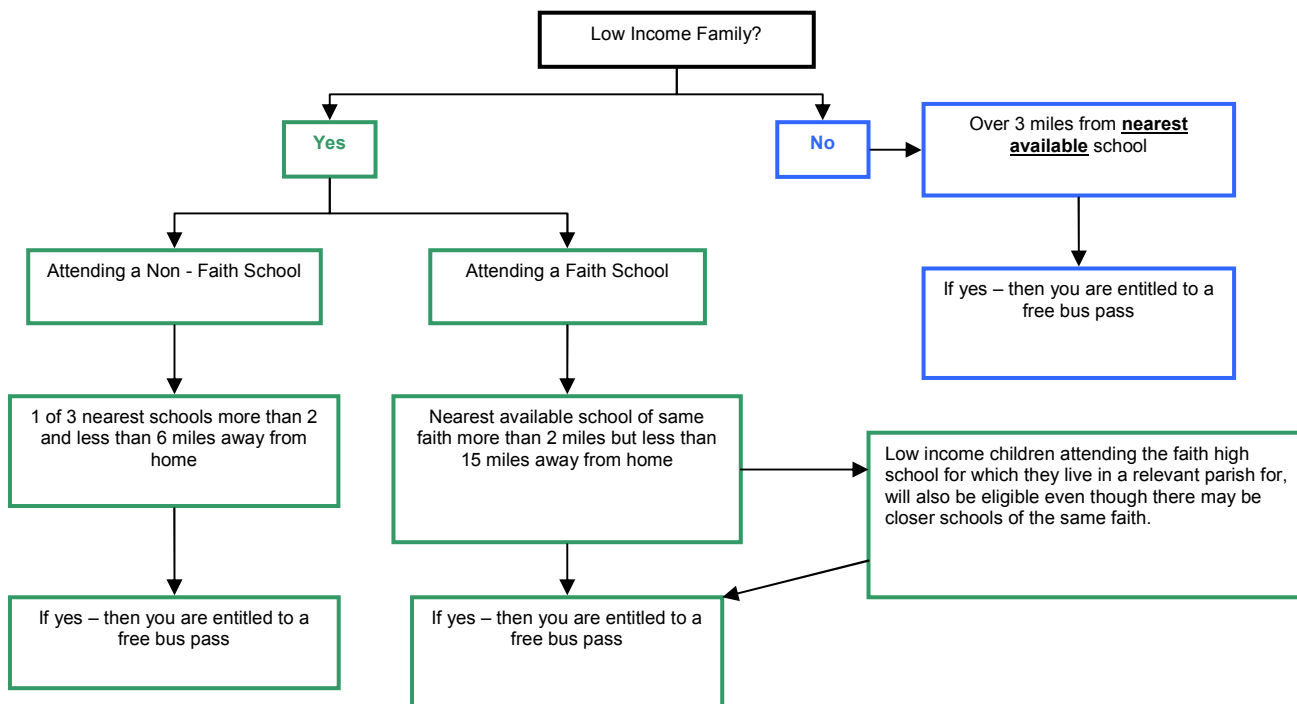 Low Income Family?
Yes
No
Over 3 miles from nearest
available school
Attending a Non - Faith School
Attending a Faith School
If yes – then you are entitled to a
free bus pass
1 of 3 nearest schools more than 2
and less than 6 miles away from
home
Nearest available school of same
faith more than 2 miles but less than
15 miles away from home
Low income children attending the faith high
school for which they live in a relevant parish for,
will also be eligible even though there may be
closer schools of the same faith.
If yes – then you are entitled to a
free bus pass
If yes – then you are entitled to a
free bus pass